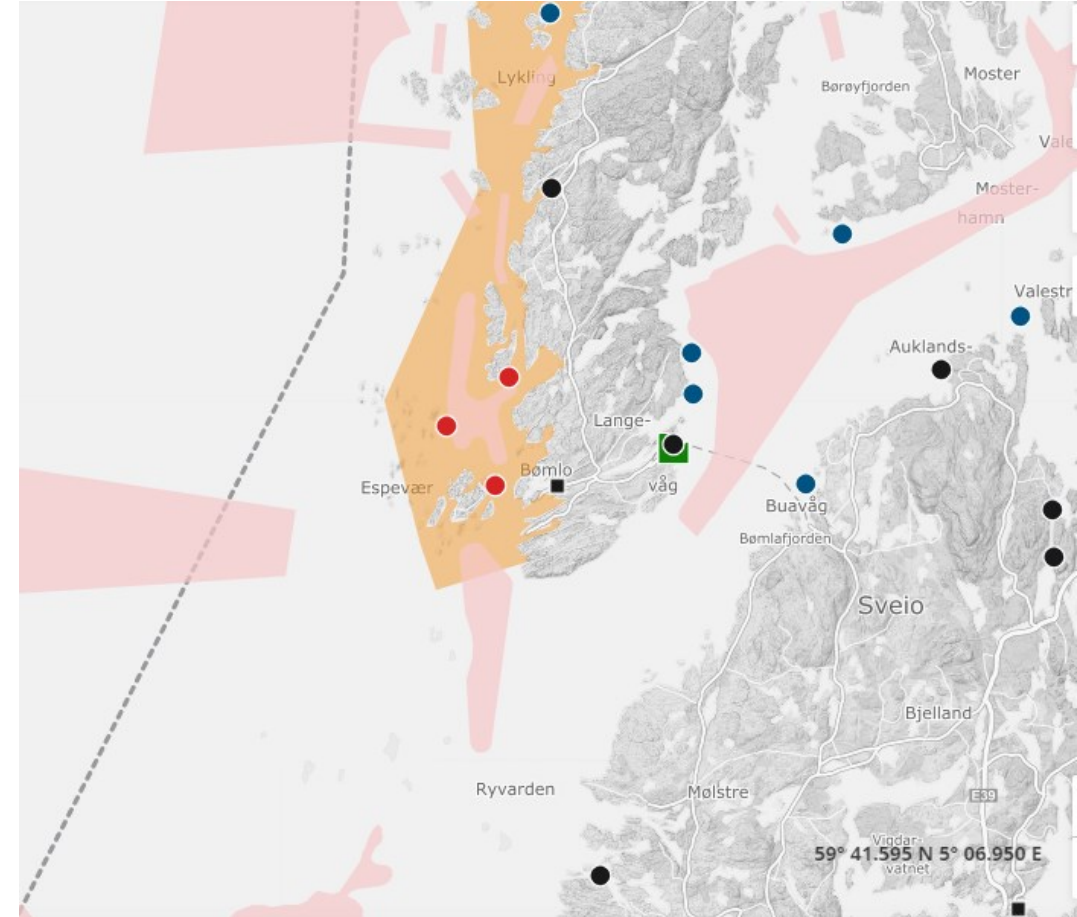 Lykling
Moster
Børøyfjorden
Vale
Moster-
hamn
Valestr
Auklands-
Lange-
Bømlo
Espevær
våg
Buavåg
Bømlafjorden
Sveio
Bjelland
Ryvarden
Mølstre
E39
Vigdar-
vatnet
59° 41.595 N 5° 06.950 E